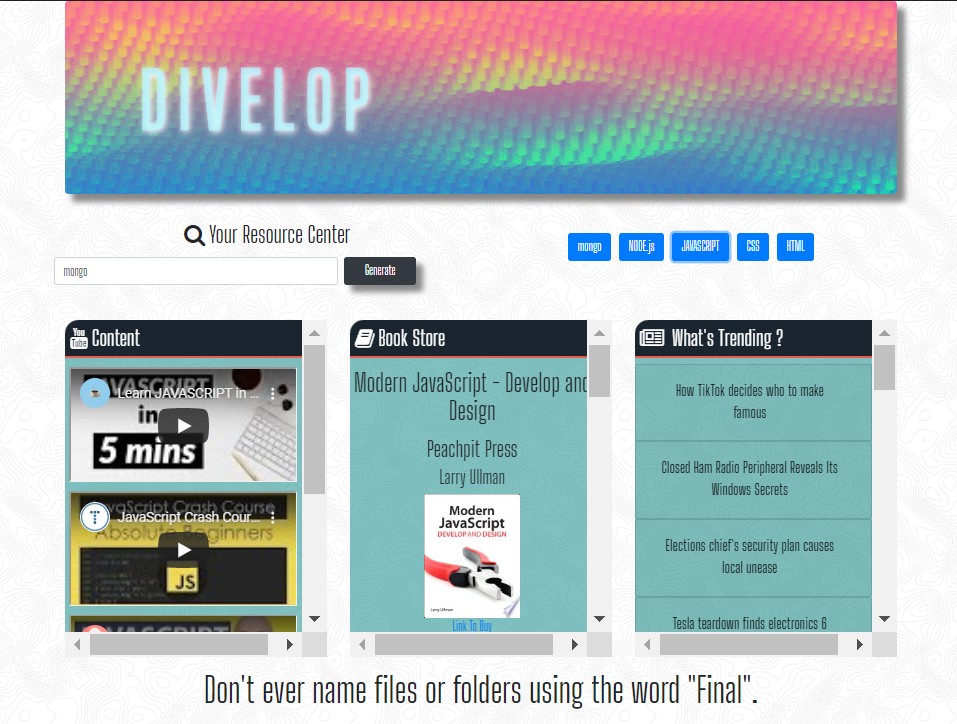 DIVELOP
Your Resource Center
mongo
Generate
mongo
NODE.js
JAVASCRIPT
CSS
HTML
You
Tube
Content
Learn JAVASCRIPT in ...
JAVASCRIPT
in
5 mins
JavaScript Crash Cour...
JavaScript Crash Course
Absolute Beginners
JS
Book Store
Modern JavaScript - Develop and
Design
Peachpit Press
Larry Ullman
Modern
JavaScript
DEVELOP AND DESIGN
Larry Ullman
Link To Buy
What's Trending ?
How TikTok decides who to make
famous
Closed Ham Radio Peripheral Reveals Its
Windows Secrets
Elections chief's security plan causes
local unease
Tesla teardown finds electronics 6
Don't ever name files or folders using the word "Final".